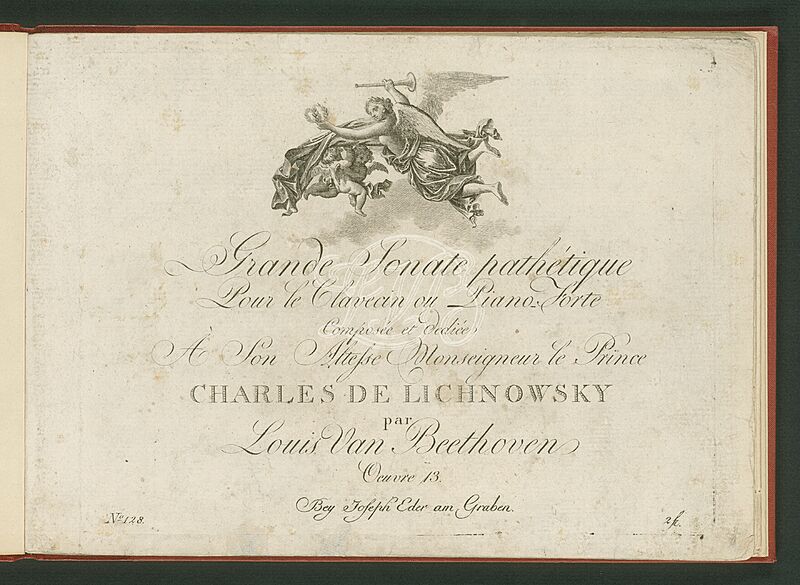 Grande Sonate pathétique
Pour le Clavecin ou Piano-Forte
Composée et dediée
À Son Altesse Monseigneur le Prince
CHARLES DE LICHNOWSKY
par
Louis Van Beethoven
Oeuvre 13.
Bey Joseph Eder am Graben.
No. 128.